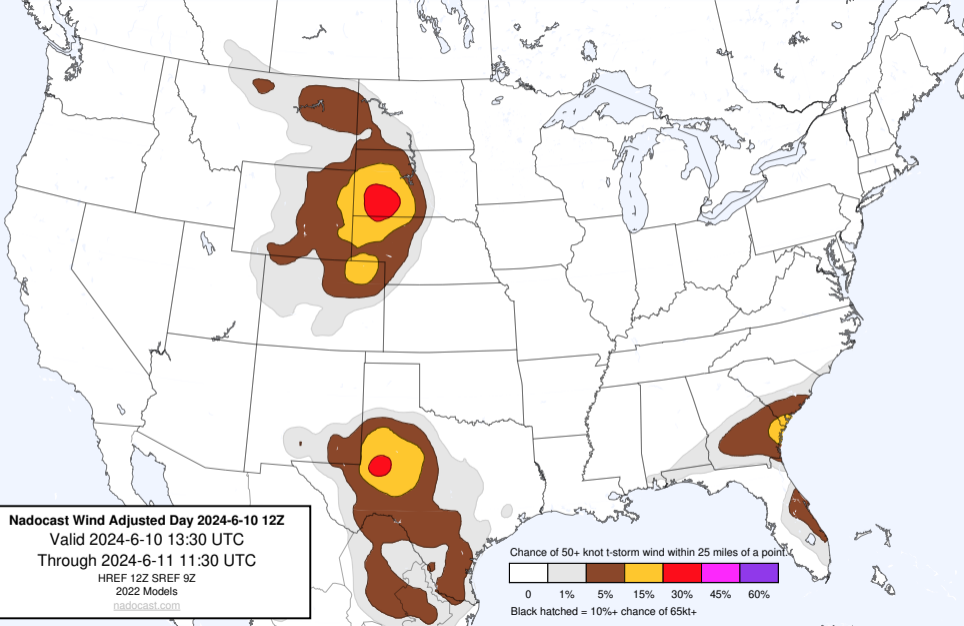 Nadocast Wind Adjusted Day 2024-6-10 12Z
Valid 2024-6-10 13:30 UTC
Through 2024-6-11 11:30 UTC
HREF 12Z SREF 9Z
2022 Models
nadocast.com
Chance of 50+ knot t-storm wind within 25 miles of a point.
0 1% 5% 15% 30% 45% 60%
Black hatched = 10%+ chance of 65kt+